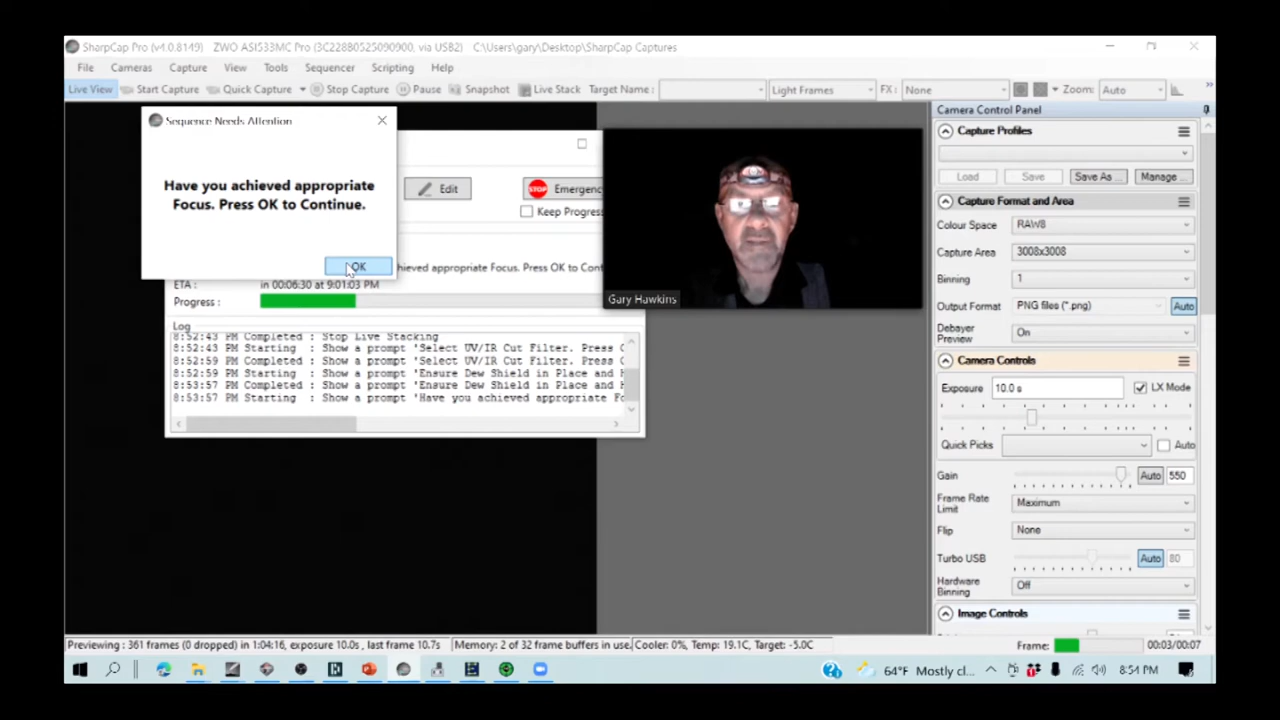 SharpCap Pro (v4.0.8149) ZWO ASI533MC Pro (3C228B0525090900, via USB2) C:\Users\gary\Desktop\SharpCap Captures
File Cameras Capture View Tools Sequencer Scripting Help
Live View Start Capture Quick Capture Stop Capture Pause Snapshot Live Stack Target Name : Light Frames FX: None Zoom: Auto »
Sequence Needs Attention
Have you achieved appropriate
Focus. Press OK to Continue.
OK
Edit
STOP Emergenc
Keep Progres
hieved appropriate Focus. Press OK to Cont
ETA : in 00:06:30 at 9:01:03 PM
Progress :
Log
8:52:43 PM Completed : Stop Live Stacking
8:52:43 PM Starting : Show a prompt 'Select UV/IR Cut Filter. Press C
8:52:59 PM Completed : Show a prompt 'Select UV/IR Cut Filter. Press C
8:52:59 PM Starting : Show a prompt 'Ensure Dew Shield in Place and H
8:53:57 PM Completed : Show a prompt 'Ensure Dew Shield in Place and H
8:53:57 PM Starting : Show a prompt 'Have you achieved appropriate Fo
Gary Hawkins
Camera Control Panel
Capture Profiles
Load Save Save As ... Manage ...
Capture Format and Area
Colour Space RAW8
Capture Area 3008x3008
Binning 1
Output Format PNG files (*.png) Auto
Debayer
Preview On
Camera Controls
Exposure 10.0 s LX Mode
Quick Picks Auto
Gain Auto 550
Frame Rate
Limit Maximum
Flip None
Turbo USB Auto 80
Hardware
Binning Off
Image Controls
Previewing : 361 frames (0 dropped) in 1:04:16, exposure 10.0s, last frame 10.7s Memory: 2 of 32 frame buffers in use. Cooler: 0%, Temp: 19.1C, Target: -5.0C Frame: 00:03/00:07
64°F Mostly cl... 8:54 PM